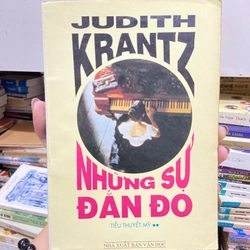 JUDITH
KRANTZ
NHỮNG SỰ
ĐẮN ĐO
TIỂU THUYẾT MỸ ●●
NHÀ XUẤT BẢN VĂN HỌC